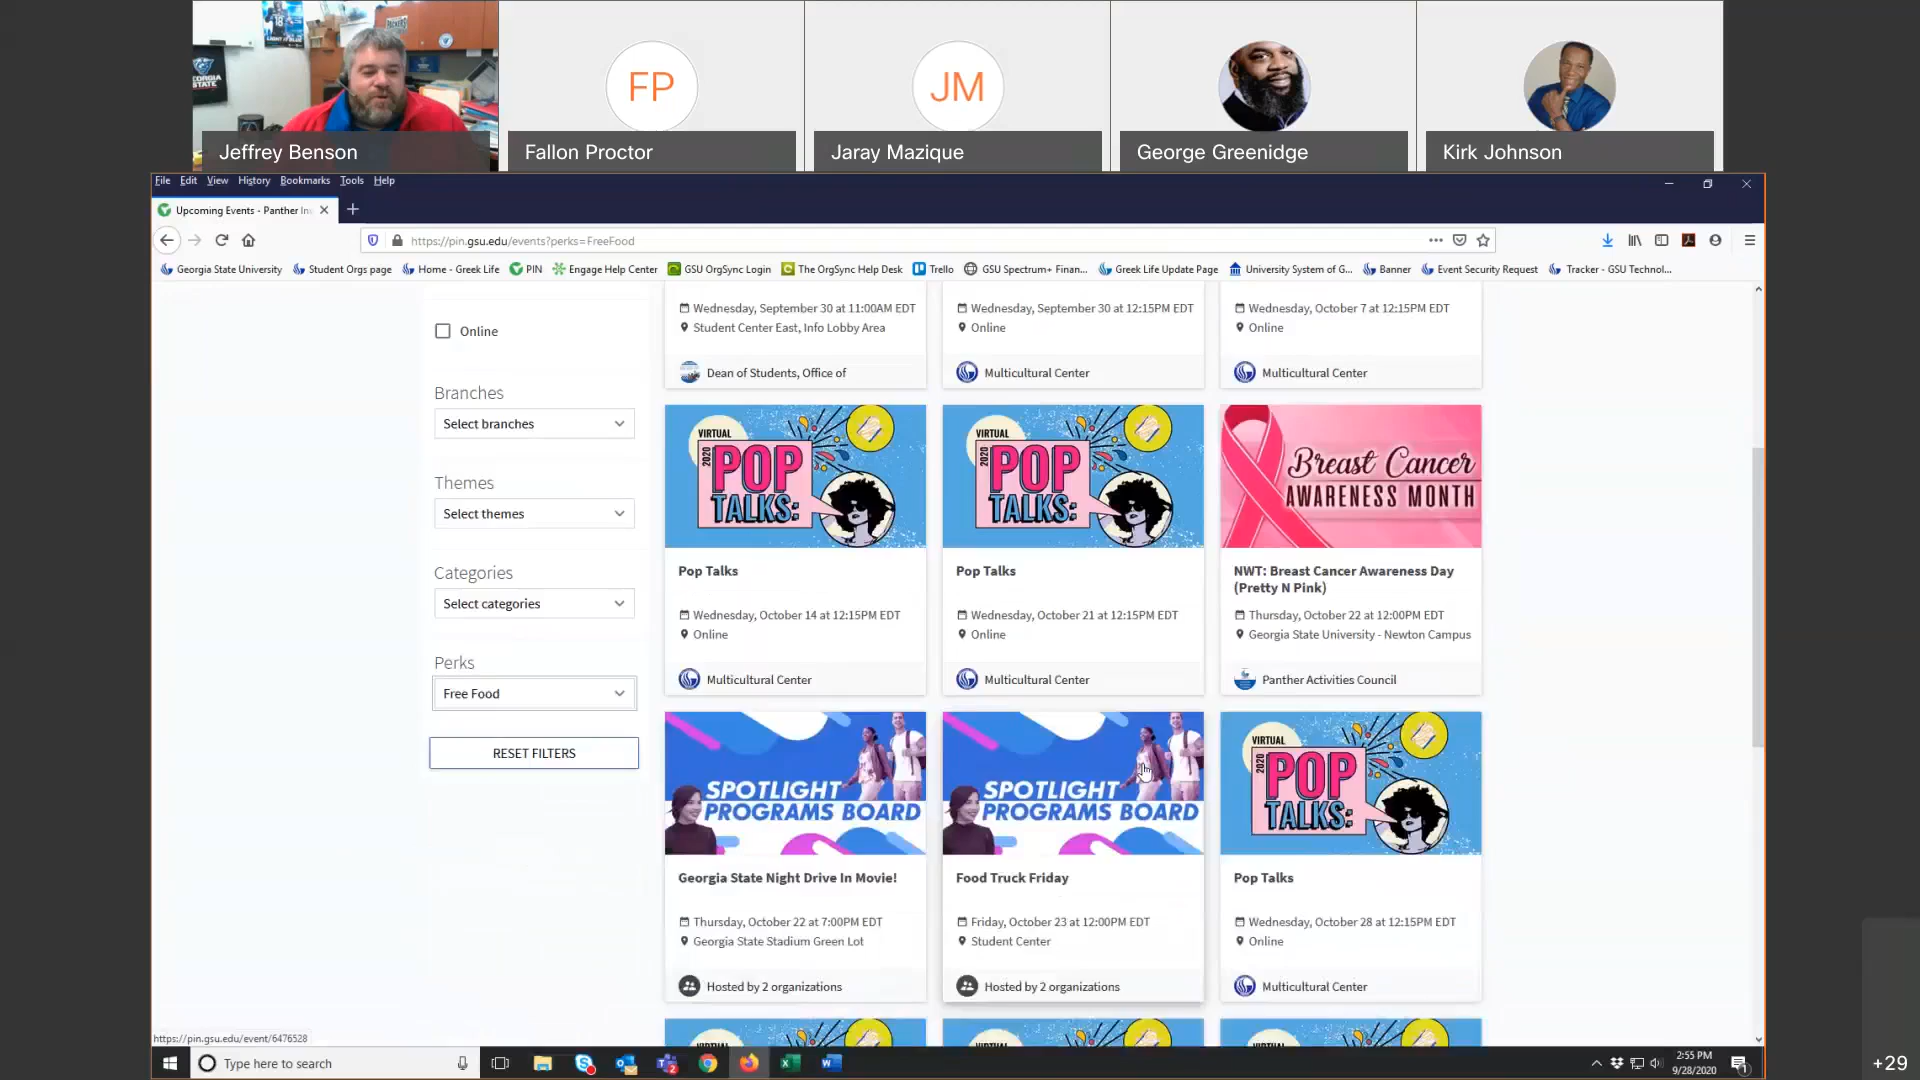 FP
JM
Jeffrey Benson
Fallon Proctor
Jaray Mazique
George Greenidge
Kirk Johnson
File Edit View History Bookmarks Tools Help
Upcoming Events - Panther In
https://pin.gsu.edu/events?perks=FreeFood
Georgia State University
Student Orgs page
Home - Greek Life
PIN
Engage Help Center
GSU OrgSync Login
The OrgSync Help Desk
Trello
GSU Spectrum+ Finan...
Greek Life Update Page
University System of G...
Banner
Event Security Request
Tracker - GSU Technol...
Online
Branches
Select branches
Themes
Select themes
Categories
Select categories
Perks
Free Food
RESET FILTERS
Wednesday, September 30 at 11:00AM EDT
Student Center East, Info Lobby Area
Dean of Students, Office of
Wednesday, September 30 at 12:15PM EDT
Online
Multicultural Center
Wednesday, October 7 at 12:15PM EDT
Online
Multicultural Center
VIRTUAL
2020
POP
TALKS:
Pop Talks
Wednesday, October 14 at 12:15PM EDT
Online
Multicultural Center
VIRTUAL
2020
POP
TALKS:
Pop Talks
Wednesday, October 21 at 12:15PM EDT
Online
Multicultural Center
Breast Cancer
AWARENESS MONTH
NWT: Breast Cancer Awareness Day
(Pretty N Pink)
Thursday, October 22 at 12:00PM EDT
Georgia State University - Newton Campus
Panther Activities Council
SPOTLIGHT
PROGRAMS BOARD
Georgia State Night Drive In Movie!
Thursday, October 22 at 7:00PM EDT
Georgia State Stadium Green Lot
Hosted by 2 organizations
SPOTLIGHT
PROGRAMS BOARD
Food Truck Friday
Friday, October 23 at 12:00PM EDT
Student Center
Hosted by 2 organizations
VIRTUAL
2020
POP
TALKS:
Pop Talks
Wednesday, October 28 at 12:15PM EDT
Online
Multicultural Center
https://pin.gsu.edu/event/6476528
Type here to search
2:55 PM
9/28/2020
+29